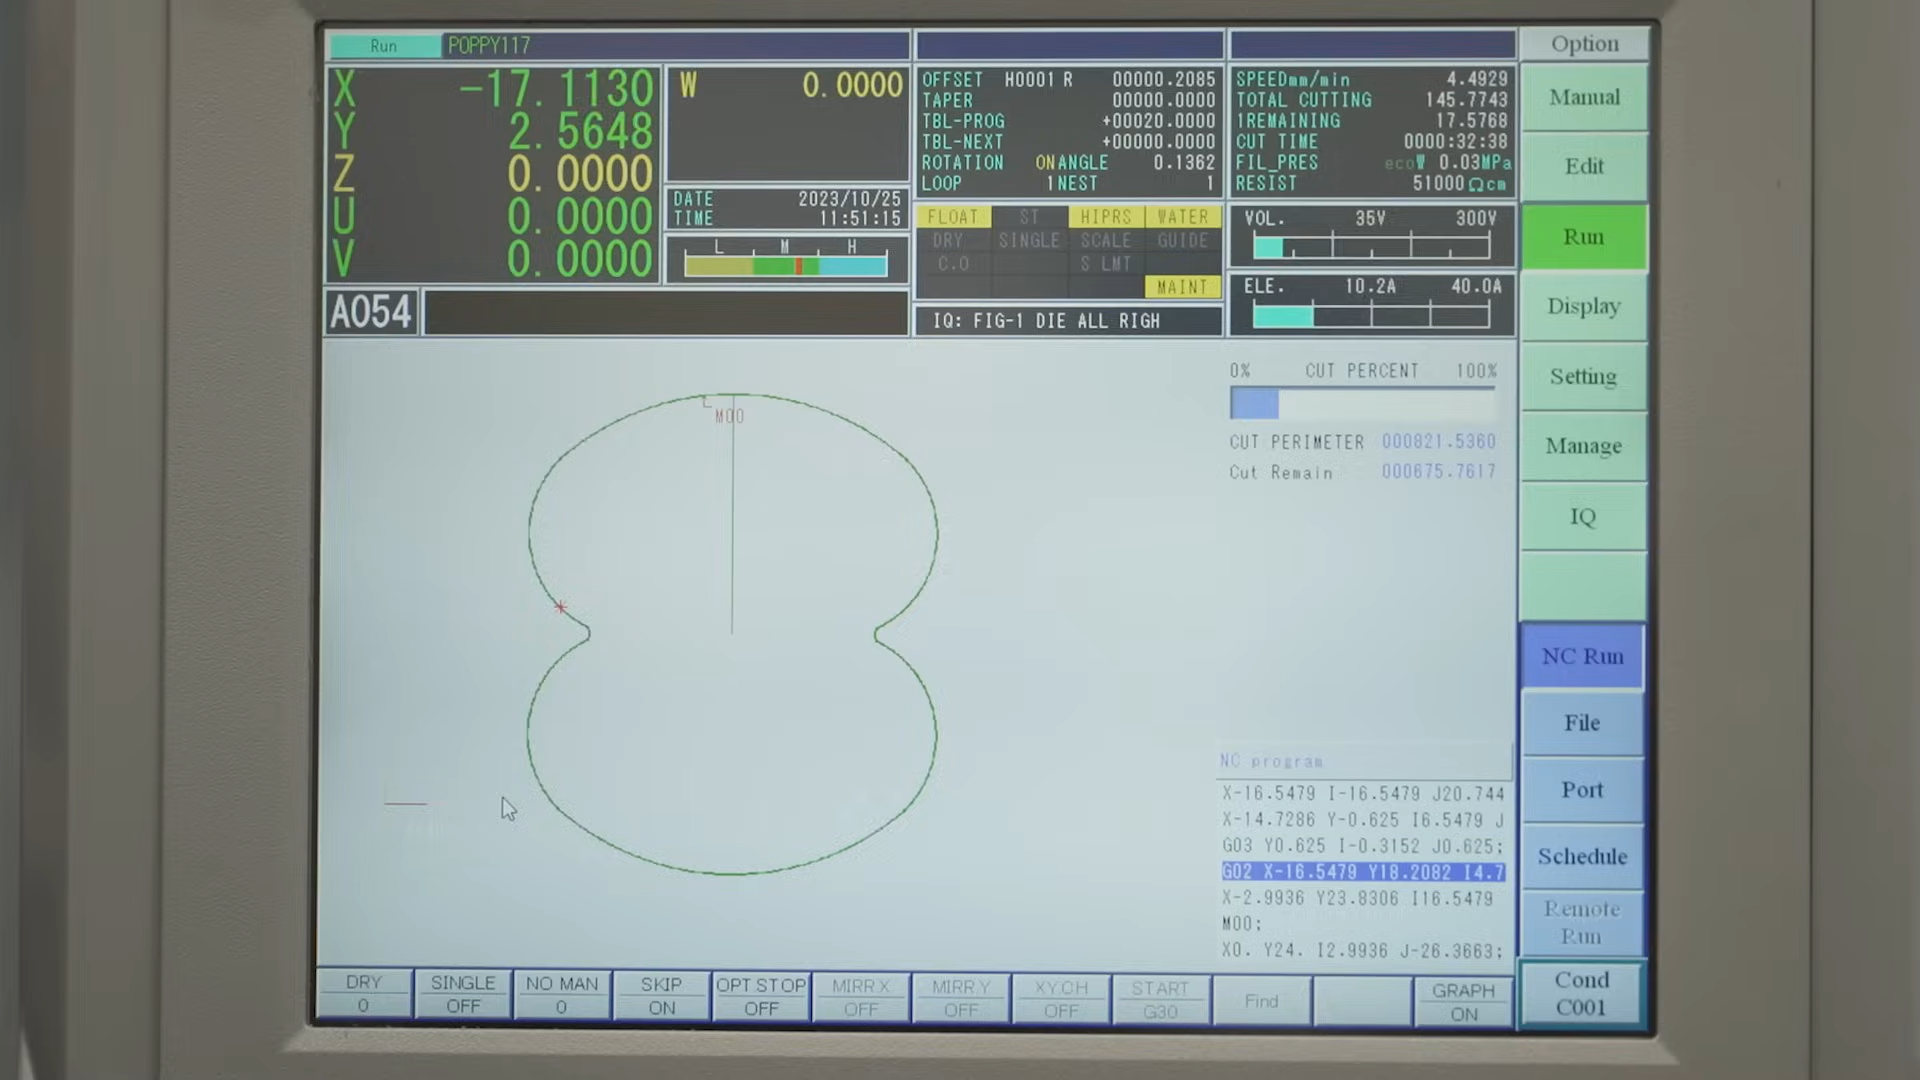 Run POPPY117
X -17.1130
Y 2.5648
Z 0.0000
U 0.0000
V 0.0000
W 0.0000
DATE 2023/10/25
TIME 11:51:15
L M H
A054
OFFSET H0001 R 00000.2085
TAPER 00000.0000
TBL-PROG +00020.0000
TBL-NEXT +00000.0000
ROTATION ON ANGLE 0.1362
LOOP 1 NEST 1
FLOAT ST HIPRS WATER
DRY SINGLE SCALE GUIDE
C.O S LMT
MAINT
IQ: FIG-1 DIE ALL RIGH
SPEEDmm/min 4.4929
TOTAL CUTTING 145.7743
1REMAINING 17.5768
CUT TIME 0000:32:38
FIL_PRES ecoW 0.03MPa
RESIST 51000Ωcm
VOL. 35V 300V
ELE. 10.2A 40.0A
M00
0% CUT PERCENT 100%
CUT PERIMETER 000821.5360
Cut Remain 000675.7617
NC program
X-16.5479 I-16.5479 J20.744
X-14.7286 Y-0.625 I6.5479 J
G03 Y0.625 I-0.3152 J0.625;
G02 X-16.5479 Y18.2082 I4.7
X-2.9936 Y23.8306 I16.5479
M00;
X0. Y24. I2.9936 J-26.3663;
Option
Manual
Edit
Run
Display
Setting
Manage
IQ
NC Run
File
Port
Schedule
Remote
Run
Cond
C001
DRY
0
SINGLE
OFF
NO MAN
0
SKIP
ON
OPT STOP
OFF
MIRR X
OFF
MIRR Y
OFF
XY.CH
OFF
START
G30
Find
GRAPH
ON